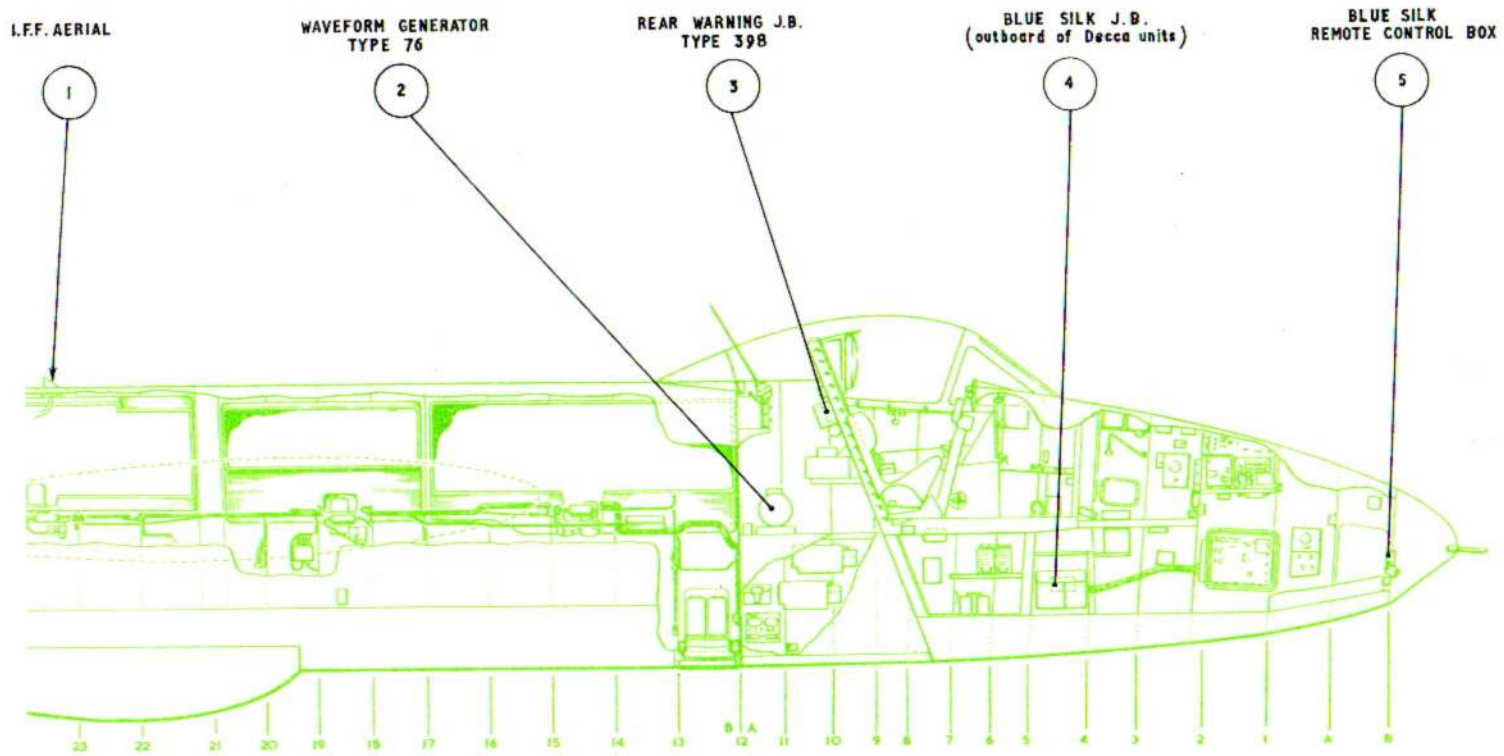 I.F.F. AERIAL
WAVEFORM GENERATOR
TYPE 76
REAR WARNING J.B.
TYPE 398
BLUE SILK J.B.
(outboard of Decca units)
BLUE SILK
REMOTE CONTROL BOX
1
2
3
4
5
B A
23 22 21 20 19 18 17 16 15 14 13 12 11 10 9 8 7 6 5 4 3 2 1 A B